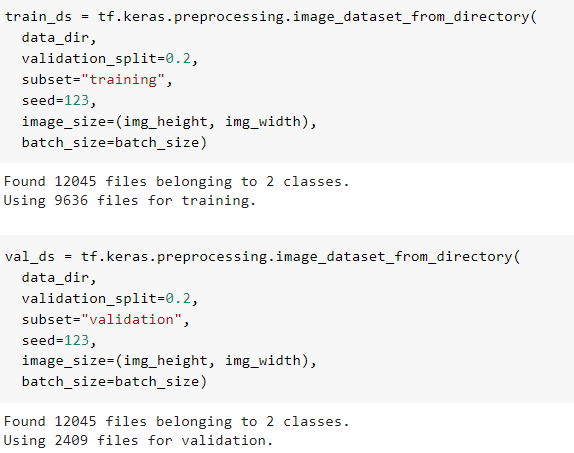 train_ds = tf.keras.preprocessing.image_dataset_from_directory(
  data_dir,
  validation_split=0.2,
  subset="training",
  seed=123,
  image_size=(img_height, img_width),
  batch_size=batch_size)
Found 12045 files belonging to 2 classes.
Using 9636 files for training.
val_ds = tf.keras.preprocessing.image_dataset_from_directory(
  data_dir,
  validation_split=0.2,
  subset="validation",
  seed=123,
  image_size=(img_height, img_width),
  batch_size=batch_size)
Found 12045 files belonging to 2 classes.
Using 2409 files for validation.